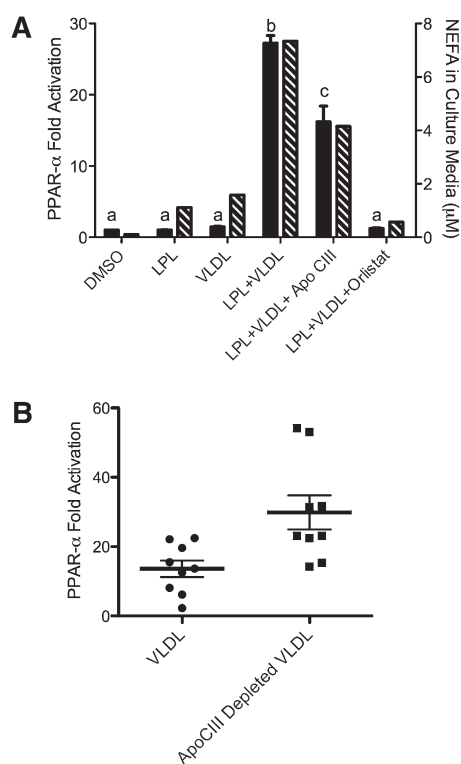 A
30
20
10
0
PPAR-α Fold Activation
8
6
4
2
0
NEFA in Culture Media (μM)
a
a
a
b
c
a
DMSO
LPL
VLDL
LPL+VLDL
LPL+VLDL+ Apo CIII
LPL+VLDL+Orlistat
B
60
40
20
0
PPAR-α Fold Activation
VLDL
ApoCIII Depleted VLDL